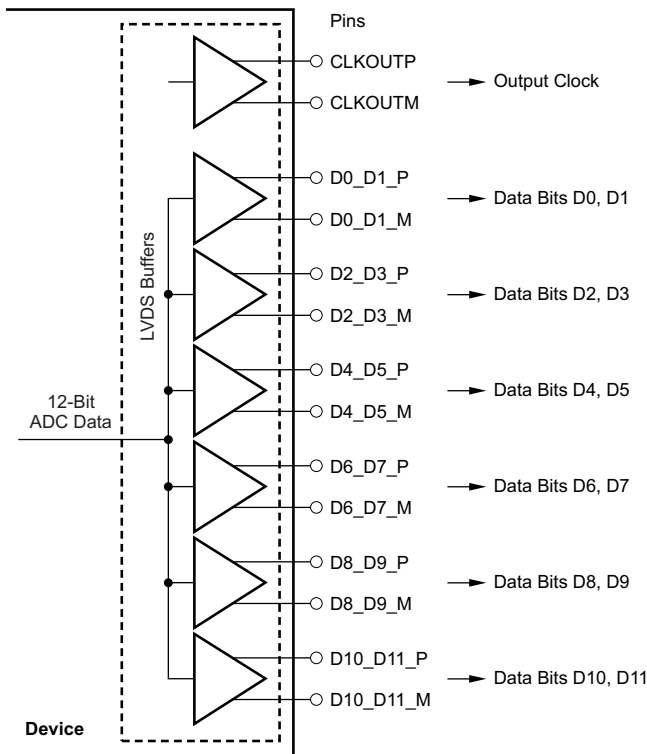 Pins
CLKOUTP
CLKOUTM
Output Clock
D0_D1_P
D0_D1_M
Data Bits D0, D1
D2_D3_P
D2_D3_M
Data Bits D2, D3
D4_D5_P
D4_D5_M
Data Bits D4, D5
D6_D7_P
D6_D7_M
Data Bits D6, D7
D8_D9_P
D8_D9_M
Data Bits D8, D9
D10_D11_P
D10_D11_M
Data Bits D10, D11
LVDS Buffers
12-Bit
ADC Data
Device